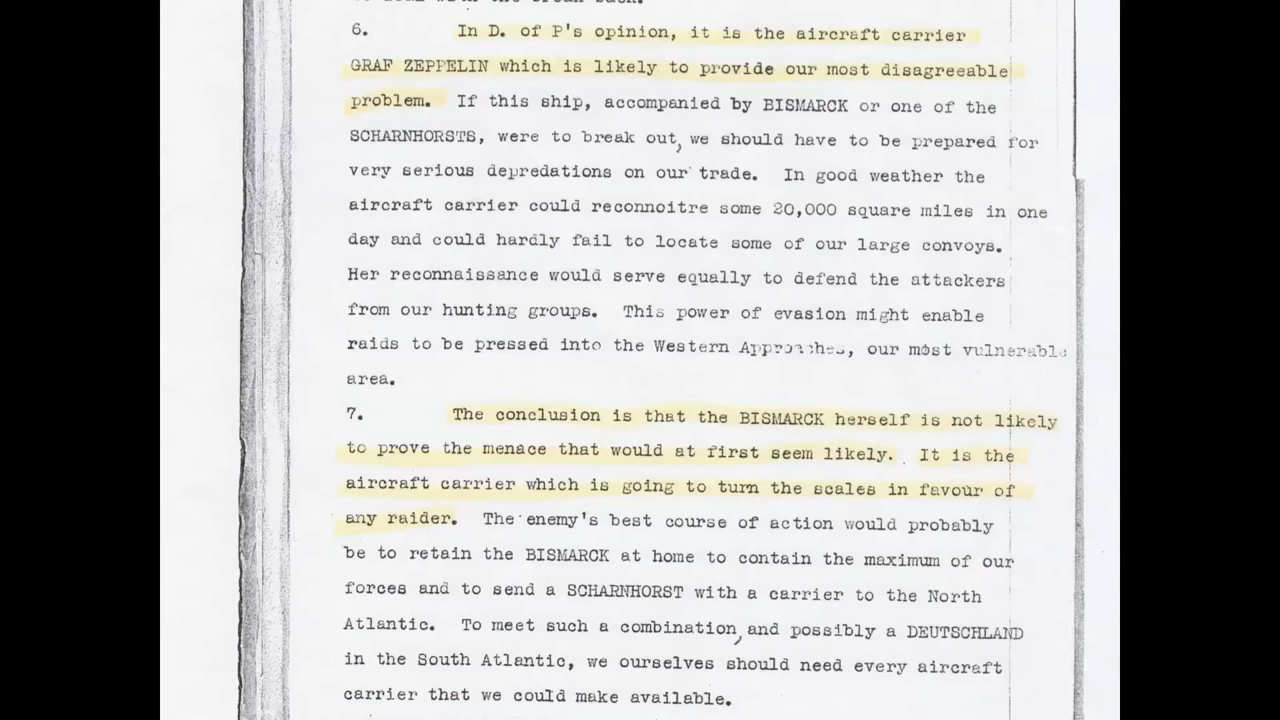 6. In D. of P's opinion, it is the aircraft carrier
GRAF ZEPPELIN which is likely to provide our most disagreeable
problem. If this ship, accompanied by BISMARCK or one of the
SCHARNHORSTS, were to break out, we should have to be prepared for
very serious depredations on our trade. In good weather the
aircraft carrier could reconnoitre some 20,000 square miles in one
day and could hardly fail to locate some of our large convoys.
Her reconnaissance would serve equally to defend the attackers
from our hunting groups. This power of evasion might enable
raids to be pressed into the Western Approaches, our most vulnerable
area.
7. The conclusion is that the BISMARCK herself is not likely
to prove the menace that would at first seem likely. It is the
aircraft carrier which is going to turn the scales in favour of
any raider. The enemy's best course of action would probably
be to retain the BISMARCK at home to contain the maximum of our
forces and to send a SCHARNHORST with a carrier to the North
Atlantic. To meet such a combination, and possibly a DEUTSCHLAND
in the South Atlantic, we ourselves should need every aircraft
carrier that we could make available.